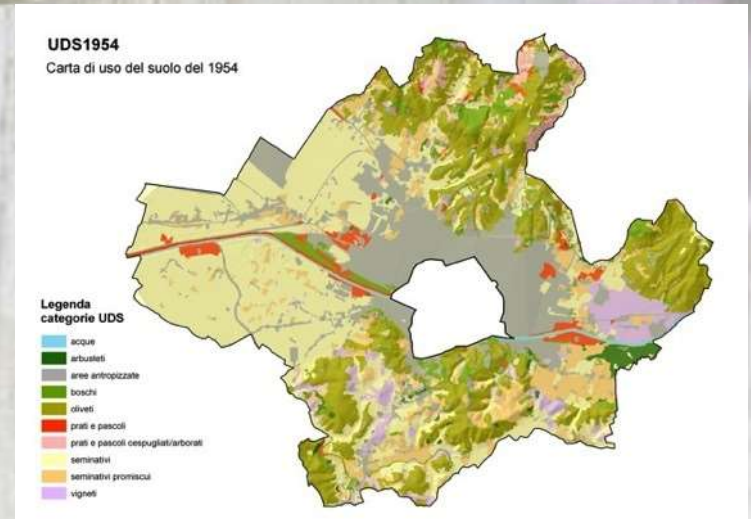 UDS1954
Carta di uso del suolo del 1954
Legenda
categorie UDS
acque
arbusteti
aree antropizzate
boschi
oliveti
prati e pascoli
prati e pascoli cespugliati/arborati
seminativi
seminativi promiscui
vigneti